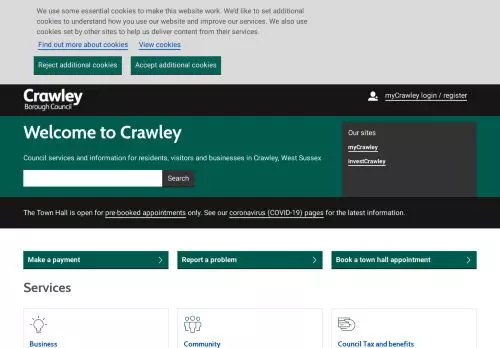 We use some essential cookies to make this website work. We'd like to set additional
cookies to understand how you use our website and improve our services. We also use
cookies set by other sites to help us deliver content from their services.
Find out more about cookies View cookies
Reject additional cookies Accept additional cookies
Crawley
Borough Council
myCrawley login / register
Welcome to Crawley
Council services and information for residents, visitors and businesses in Crawley, West Sussex
Search
Our sites
myCrawley
investCrawley
The Town Hall is open for pre-booked appointments only. See our coronavirus (COVID-19) pages for the latest information.
Make a payment
Report a problem
Book a town hall appointment
Services
Business
Community
Council Tax and benefits